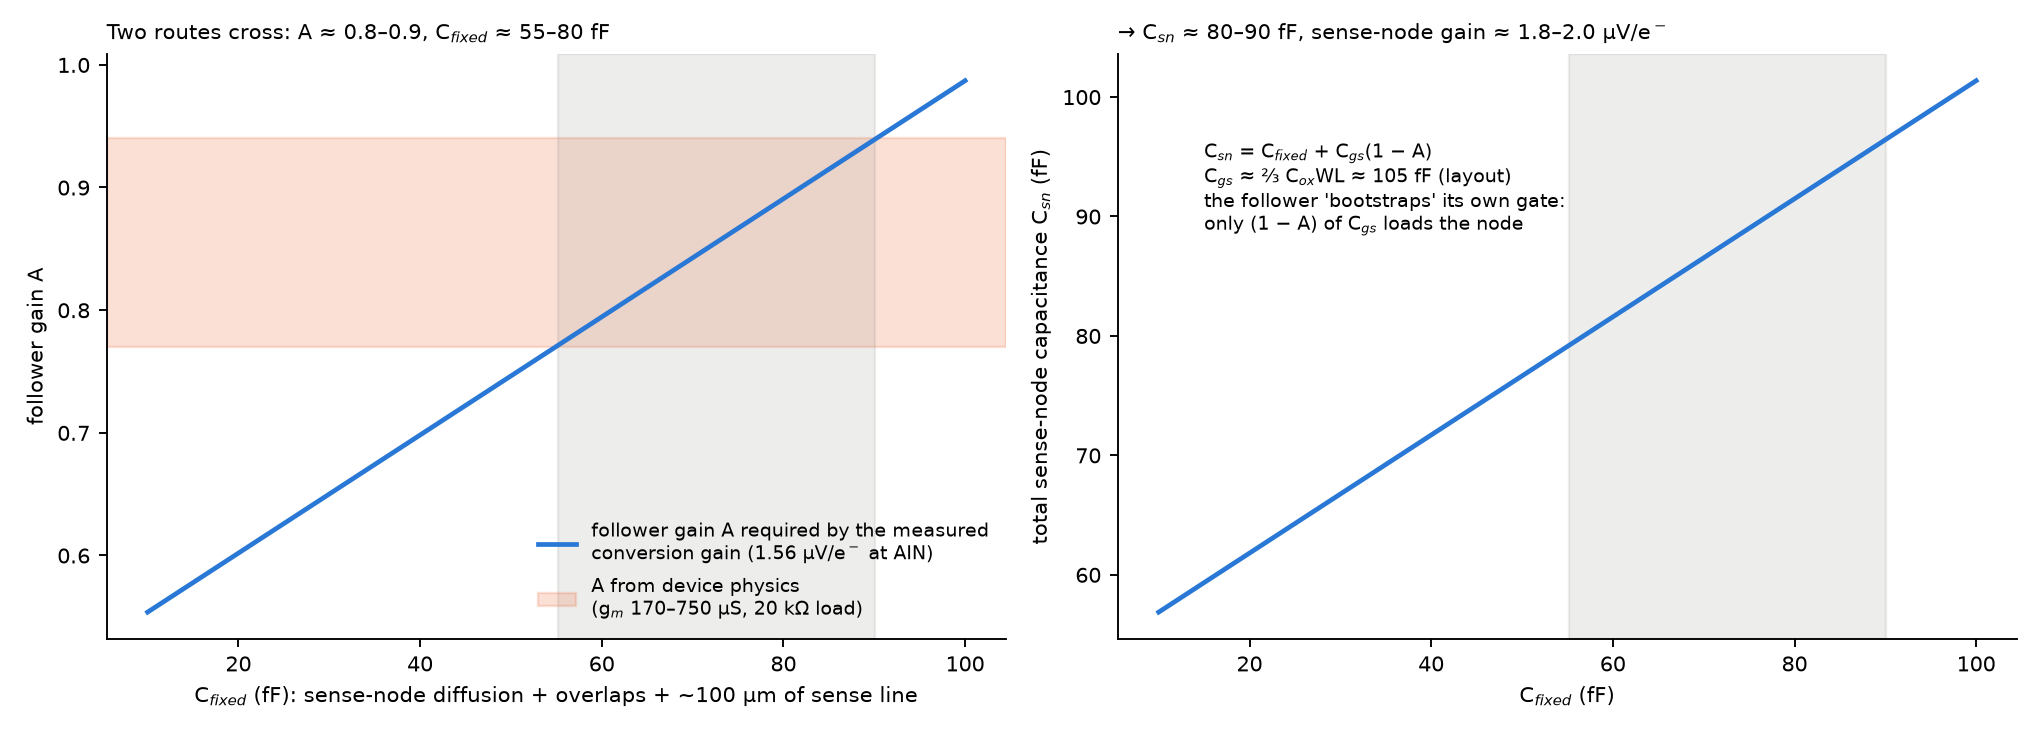 Two routes cross: A ≈ 0.8–0.9, C_fixed ≈ 55–80 fF
1.0
0.9
0.8
0.7
0.6
follower gain A
follower gain A required by the measured
conversion gain (1.56 µV/e⁻ at AIN)
A from device physics
(g_m 170–750 µS, 20 kΩ load)
20 40 60 80 100
C_fixed (fF): sense-node diffusion + overlaps + ~100 µm of sense line
→ C_sn ≈ 80–90 fF, sense-node gain ≈ 1.8–2.0 µV/e⁻
100
90
80
70
60
total sense-node capacitance C_sn (fF)
C_sn = C_fixed + C_gs(1 − A)
C_gs ≈ ⅔ C_oxWL ≈ 105 fF (layout)
the follower 'bootstraps' its own gate:
only (1 − A) of C_gs loads the node
20 40 60 80 100
C_fixed (fF)